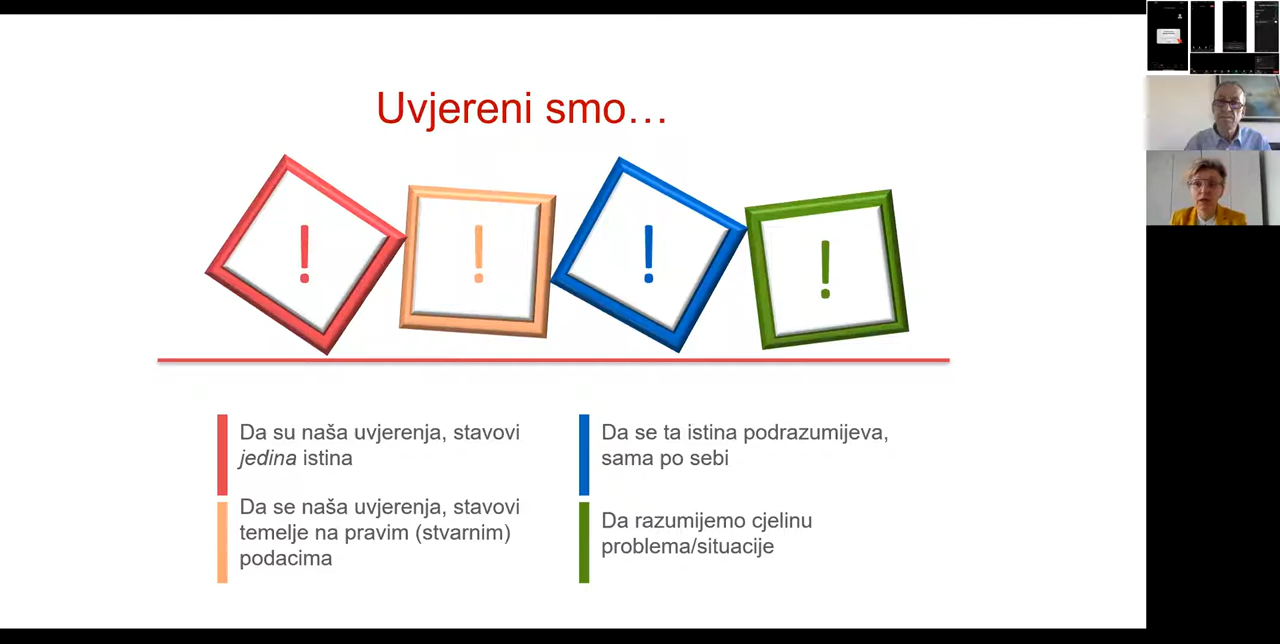 Uvjereni smo…
!
!
!
!
Da su naša uvjerenja, stavovi
jedina istina
Da se naša uvjerenja, stavovi
temelje na pravim (stvarnim)
podacima
Da se ta istina podrazumijeva,
sama po sebi
Da razumijemo cjelinu
problema/situacije